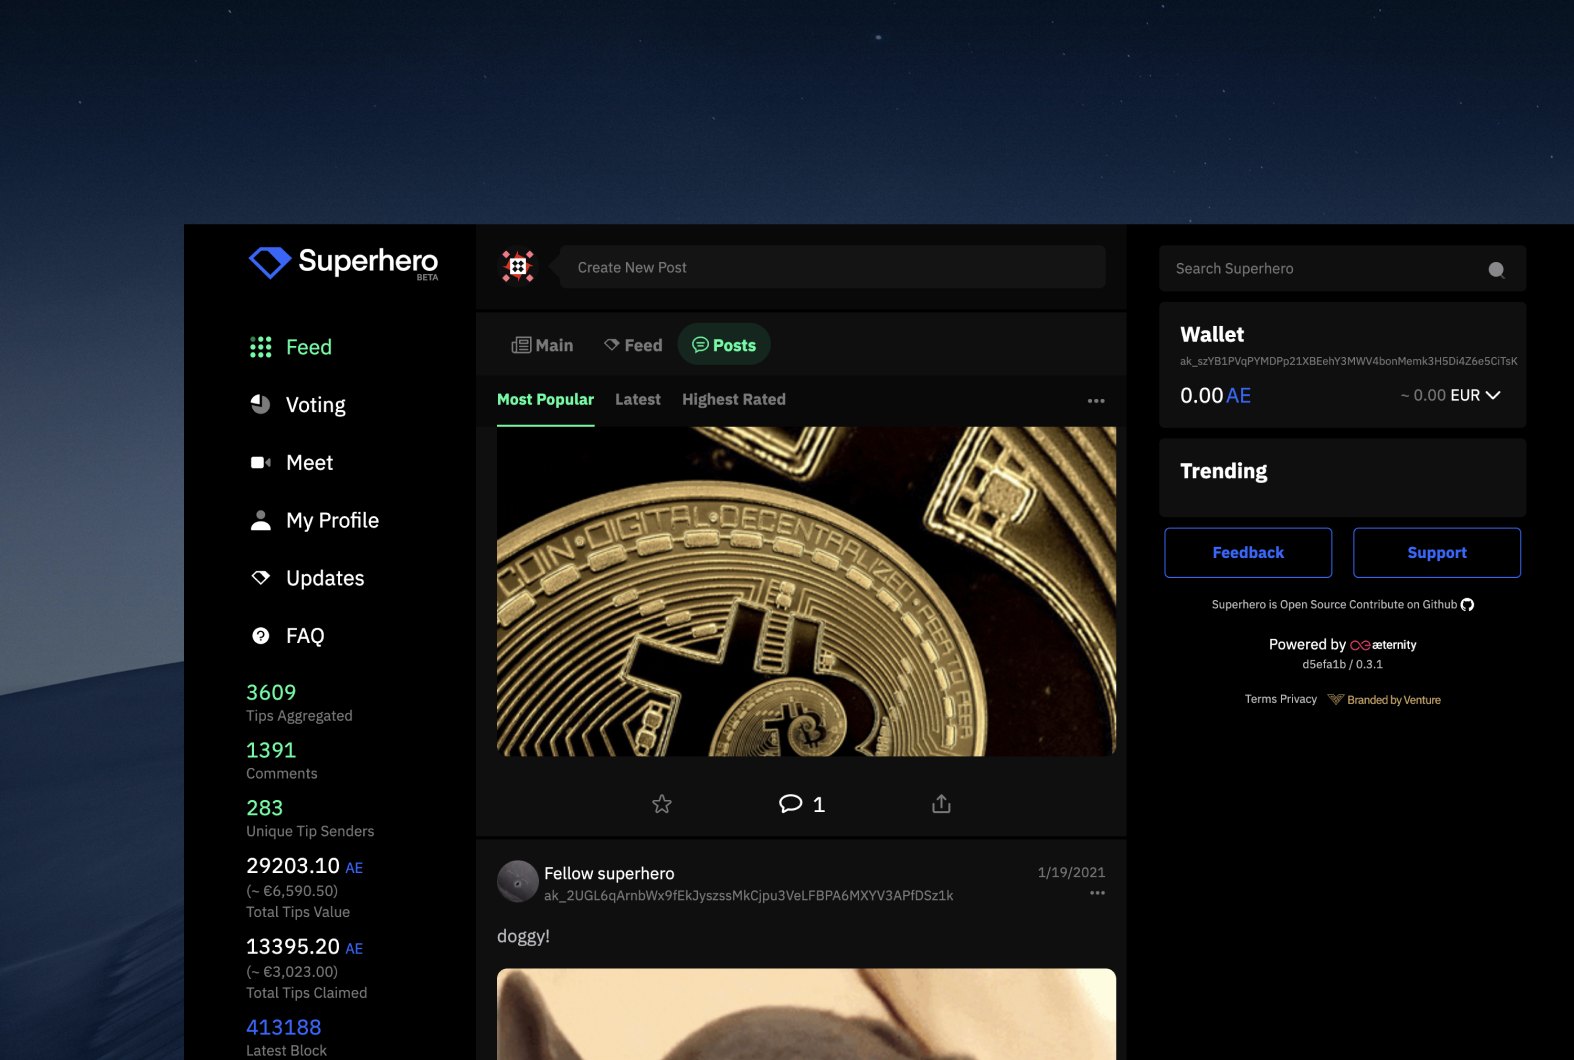 Superhero
BETA
Feed
Voting
Meet
My Profile
Updates
FAQ
3609
Tips Aggregated
1391
Comments
283
Unique Tip Senders
29203.10 AE
(~ €6,590.50)
Total Tips Value
13395.20 AE
(~ €3,023.00)
Total Tips Claimed
413188
Latest Block
Create New Post
Main Feed Posts
Most Popular Latest Highest Rated
COIN • DIGITAL • DECENTRALIZED • PEER TO PEER
1
Fellow superhero
1/19/2021
ak_2UGL6qArnbWx9fEkJyszssMkCjpu3VeLFBPA6MXYV3APfDSz1k
doggy!
Search Superhero
Wallet
ak_szYB1PVqPYMDPp21XBEehY3MWV4bonMemk3H5Di4Z6e5CiTsK
0.00 AE ~ 0.00 EUR
Trending
Feedback Support
Superhero is Open Source Contribute on Github
Powered by æternity
d5efa1b / 0.3.1
Terms Privacy Branded by Venture